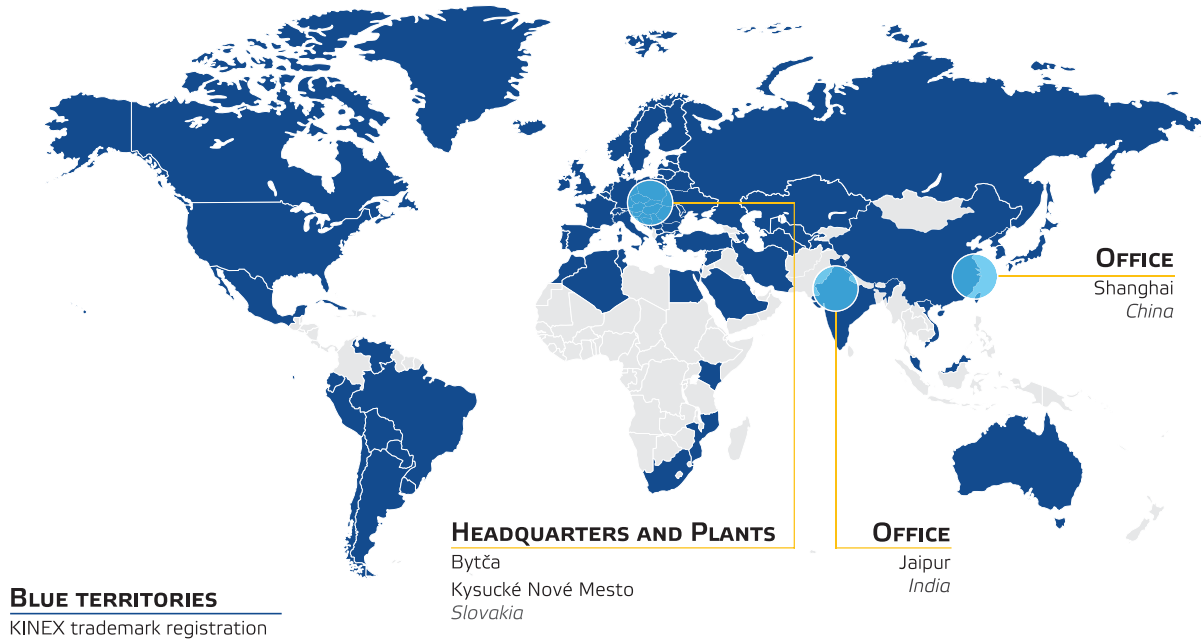 OFFICE
Shanghai
China
HEADQUARTERS AND PLANTS
Bytča
Kysucké Nové Mesto
Slovakia
OFFICE
Jaipur
India
BLUE TERRITORIES
KINEX trademark registration